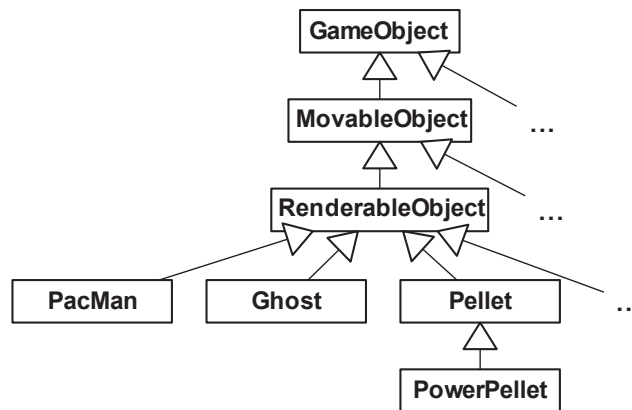 GameObject
MovableObject
...
RenderableObject
...
PacMan
Ghost
Pellet
..
PowerPellet